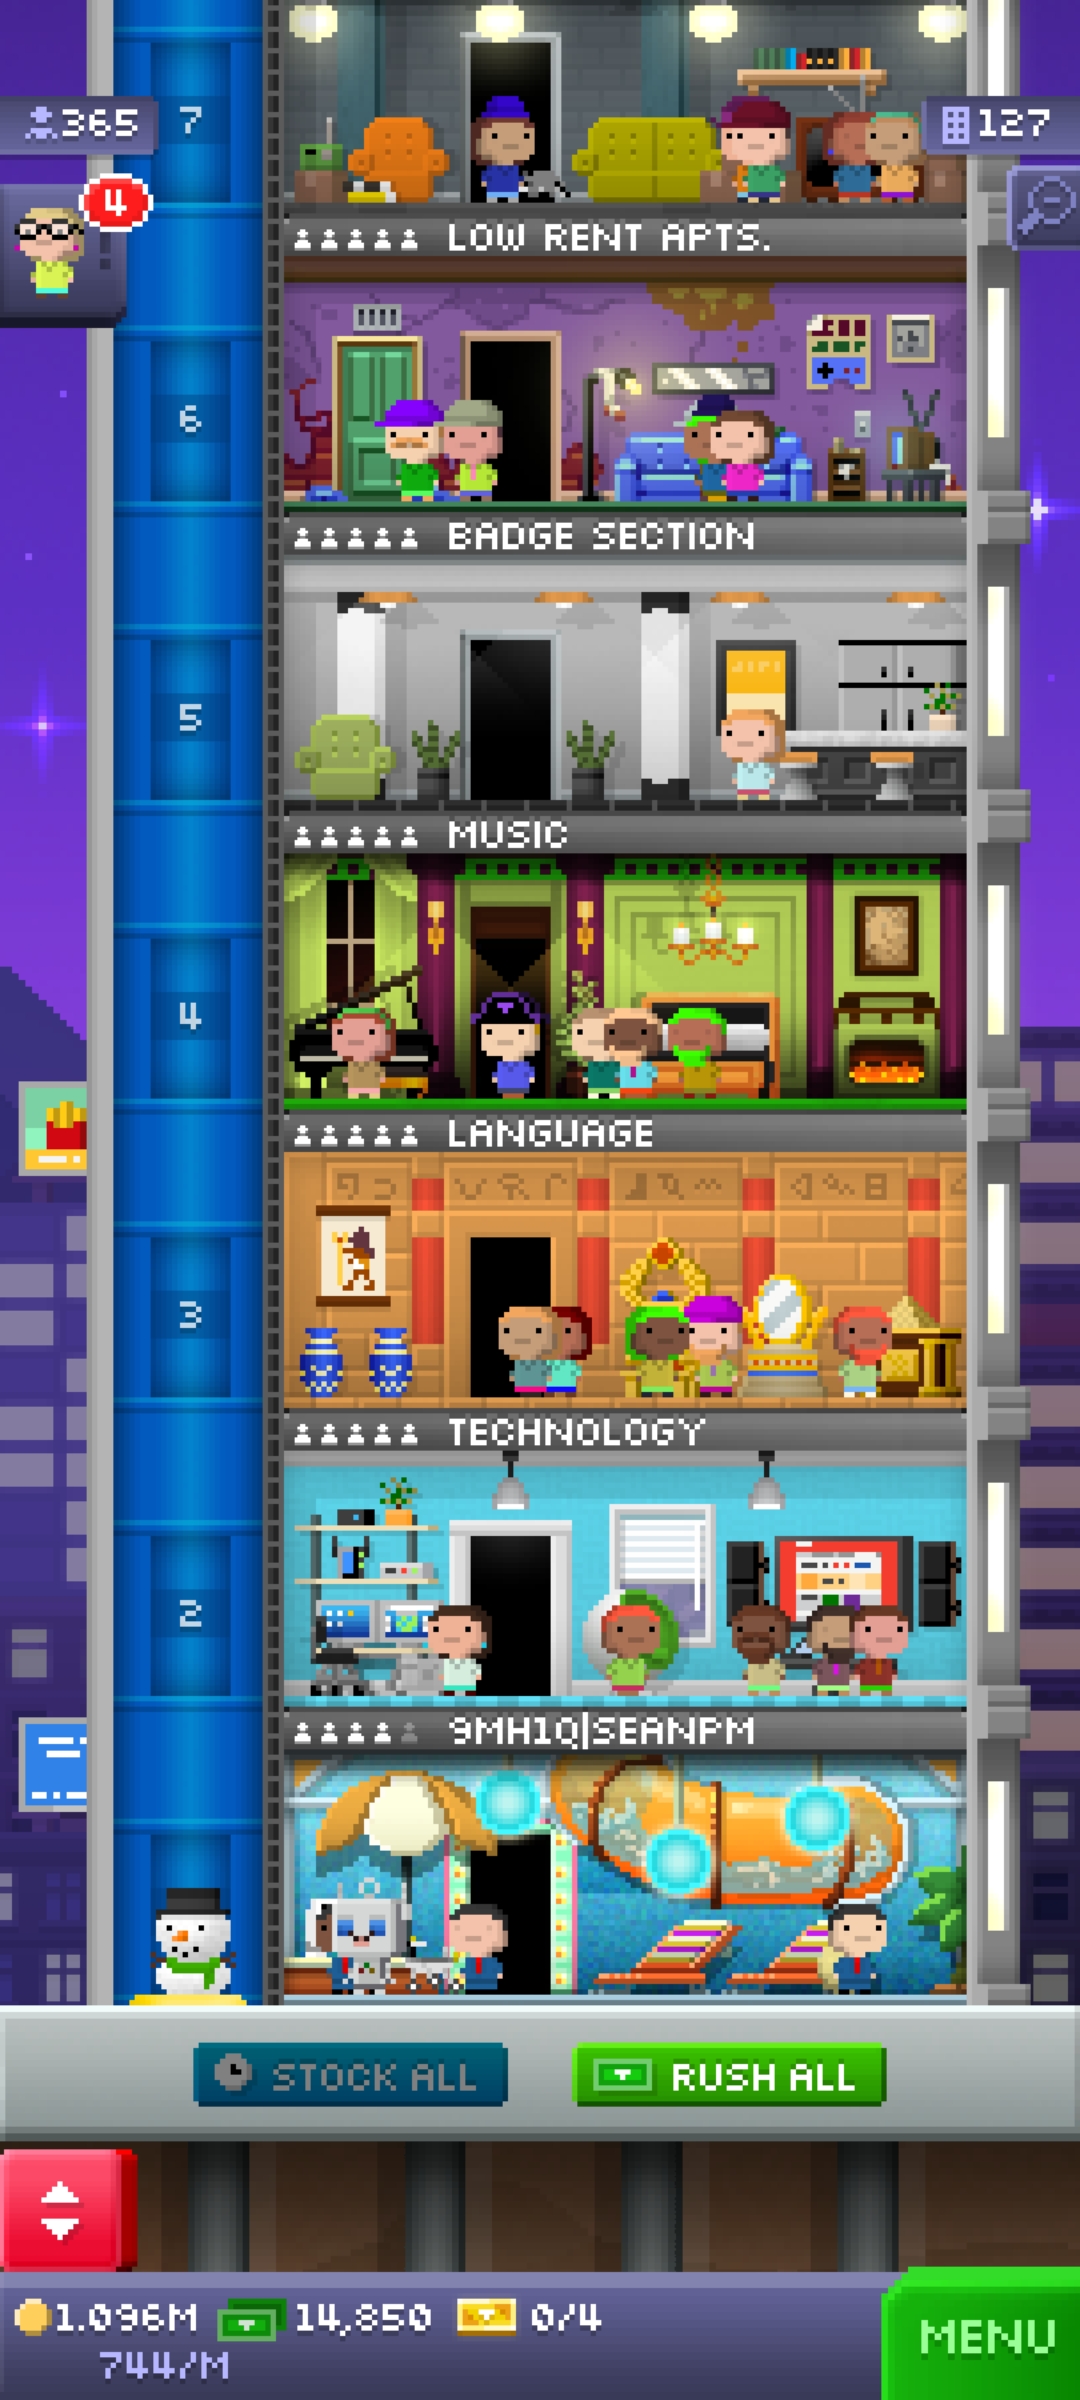 7
365
127
4
LOW RENT APTS.
6
BADGE SECTION
5
MUSIC
4
LANGUAGE
3
TECHNOLOGY
2
9MH1Q|SEANPM
STOCK ALL
RUSH ALL
1.096M
14,850
0/4
744/M
MENU